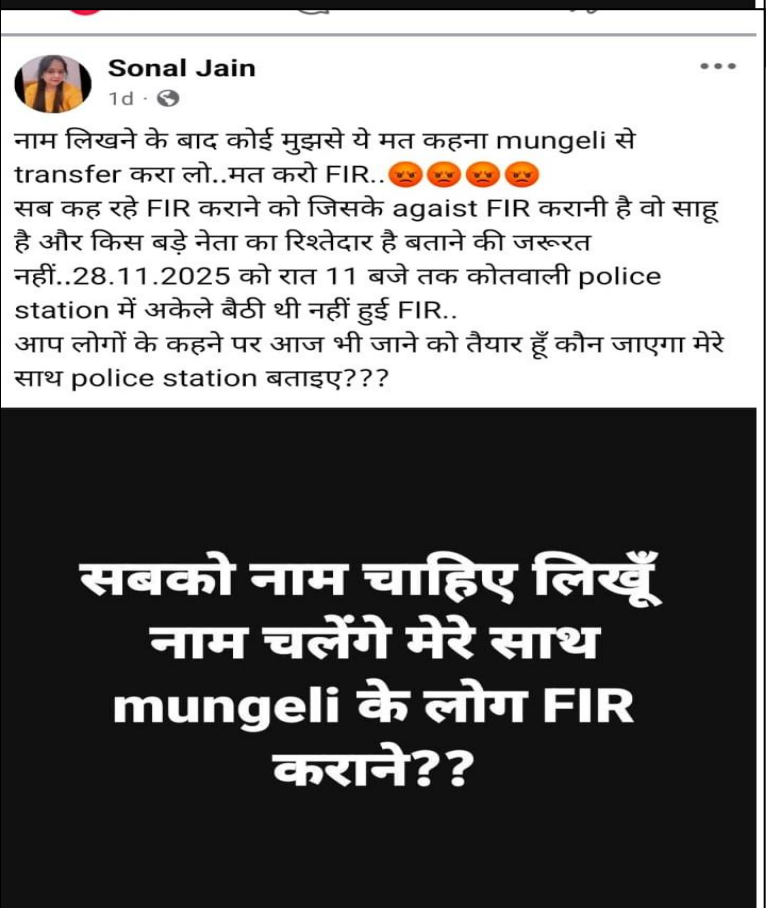 Sonal Jain
1d ·
नाम लिखने के बाद कोई मुझसे ये मत कहना mungeli से
transfer करा लो..मत करो FIR..😡😡😡😡
सब कह रहे FIR कराने को जिसके agaist FIR करानी है वो साहू
है और किस बड़े नेता का रिश्तेदार है बताने की जरूरत
नहीं..28.11.2025 को रात 11 बजे तक कोतवाली police
station में अकेले बैठी थी नहीं हुई FIR..
आप लोगों के कहने पर आज भी जाने को तैयार हूँ कौन जाएगा मेरे
साथ police station बताइए???
सबको नाम चाहिए लिखूँ
नाम चलेंगे मेरे साथ
mungeli के लोग FIR
कराने??